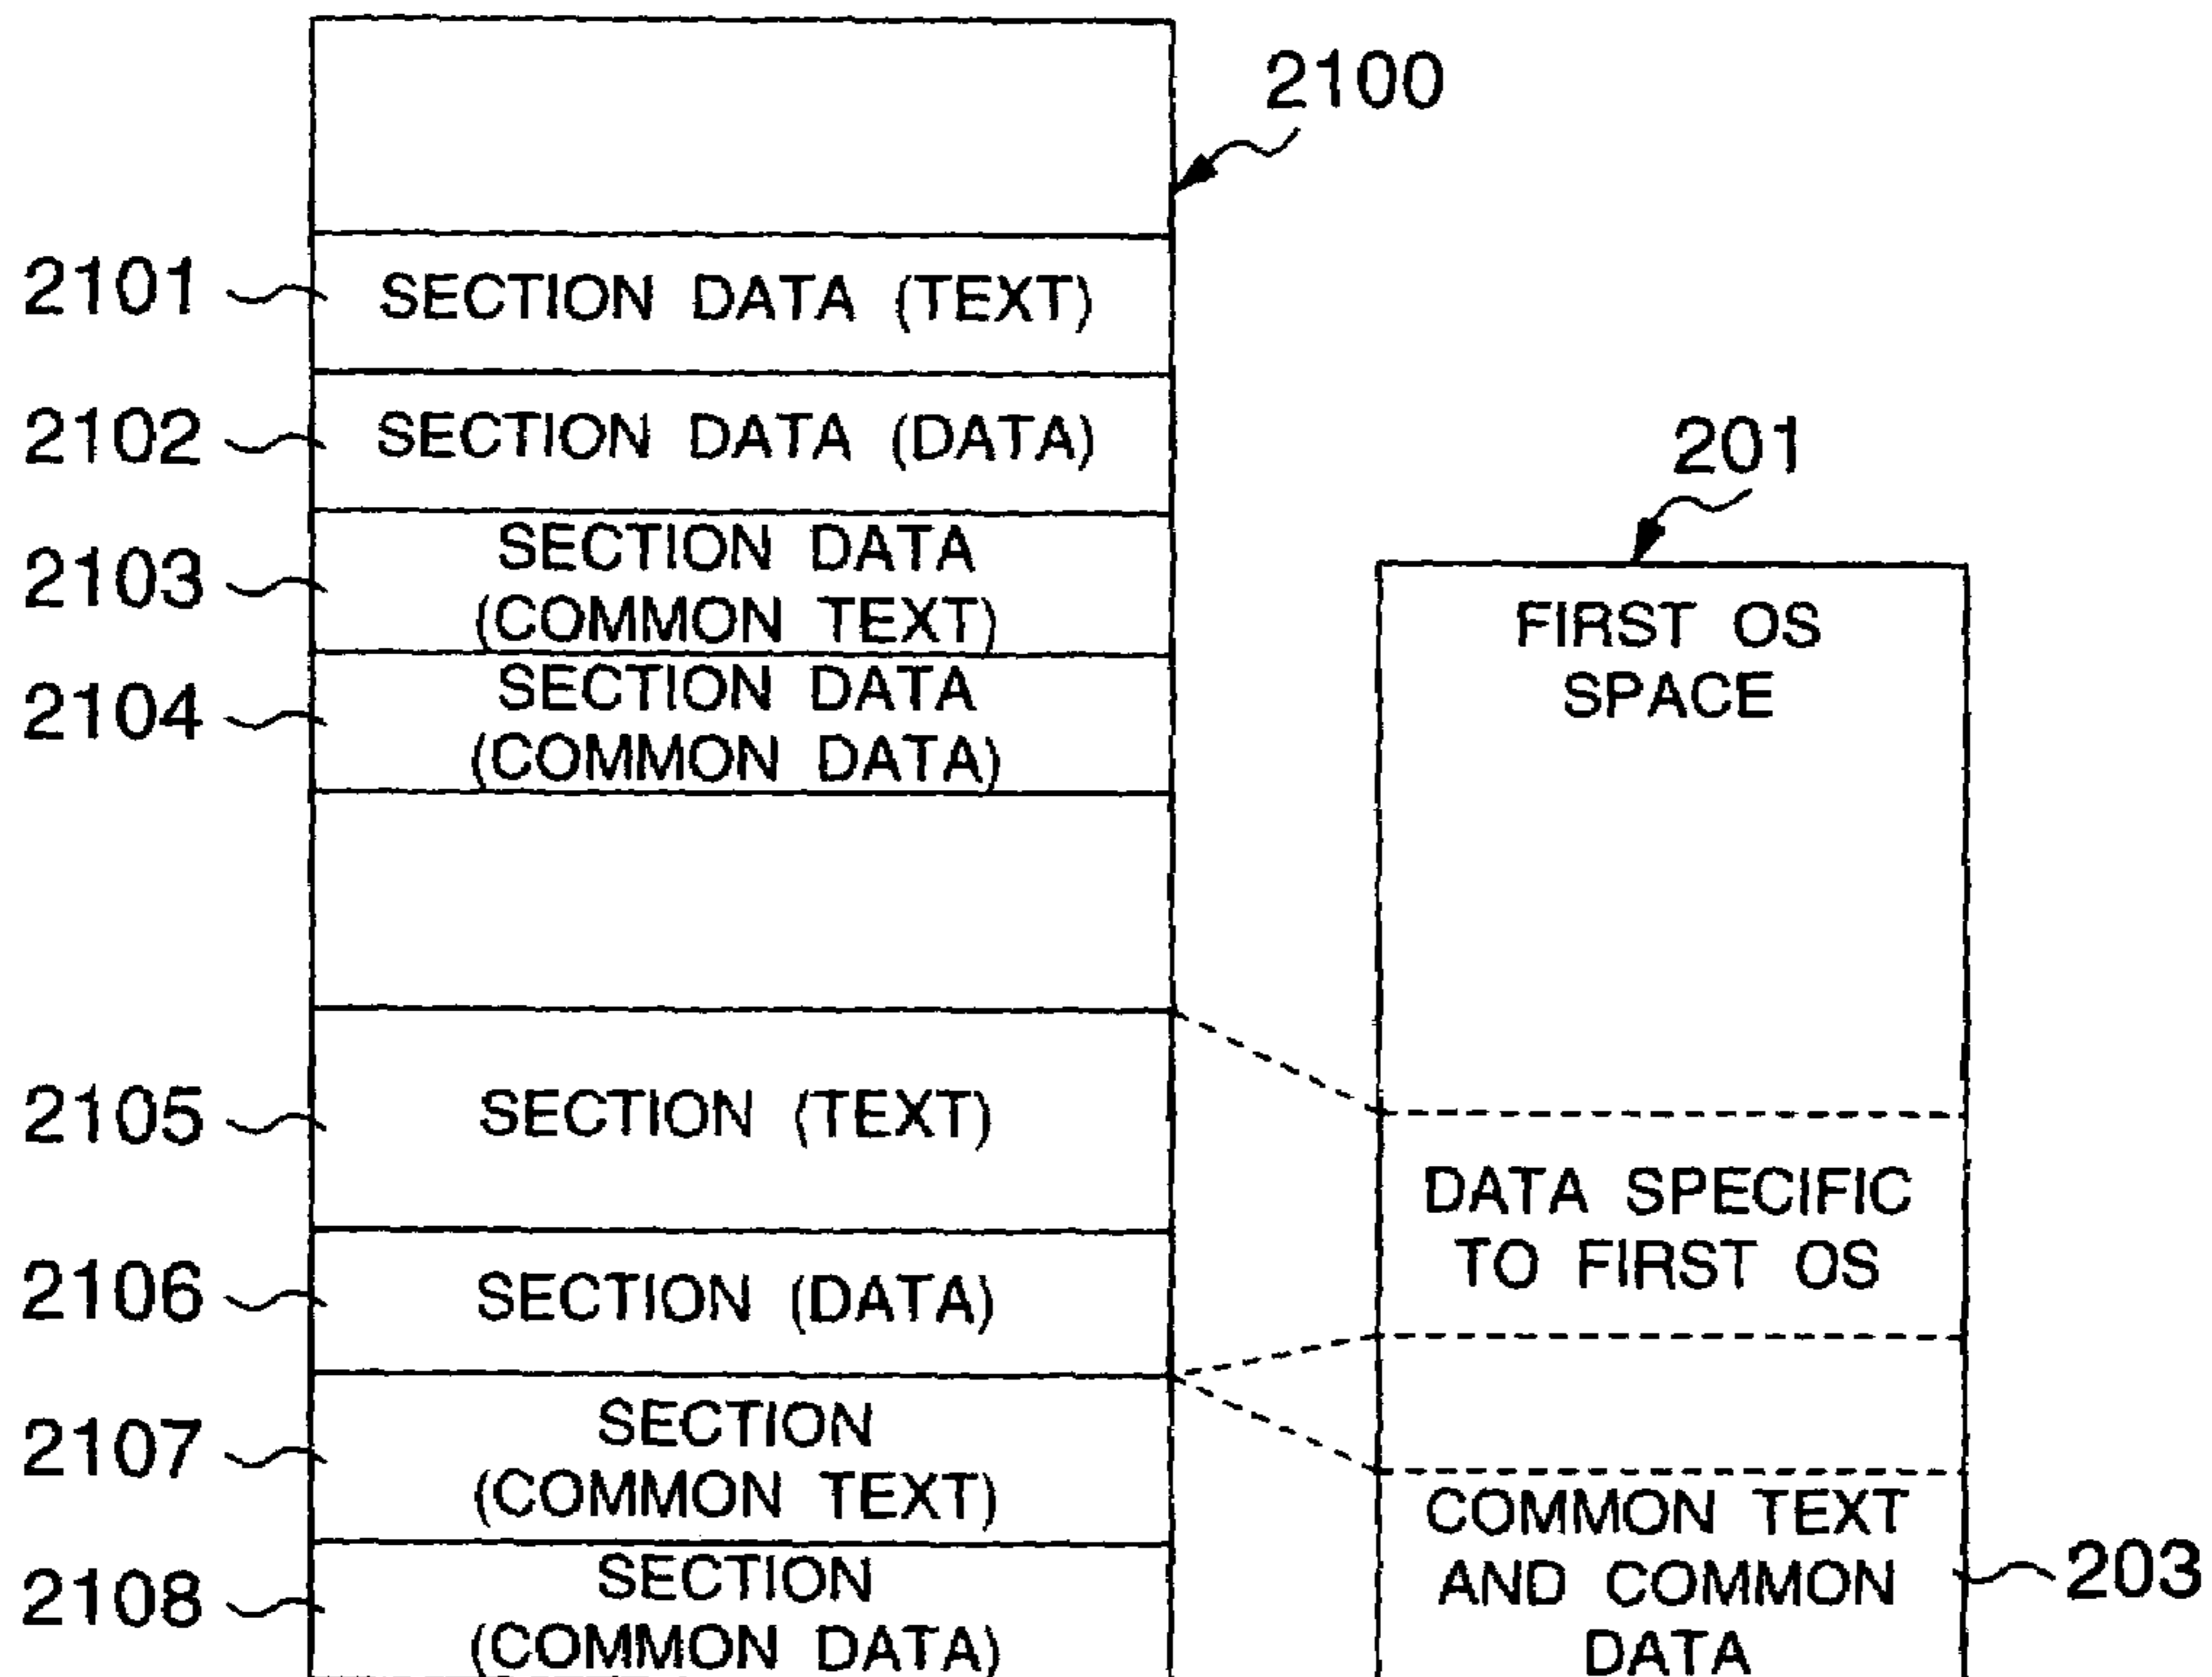 2100
2101
SECTION DATA (TEXT)
2102
SECTION DATA (DATA)
2103
SECTION DATA
(COMMON TEXT)
2104
SECTION DATA
(COMMON DATA)
201
FIRST OS
SPACE
2105
SECTION (TEXT)
DATA SPECIFIC
TO FIRST OS
2106
SECTION (DATA)
2107
SECTION
(COMMON TEXT)
2108
SECTION
(COMMON DATA)
COMMON TEXT
AND COMMON
DATA
203